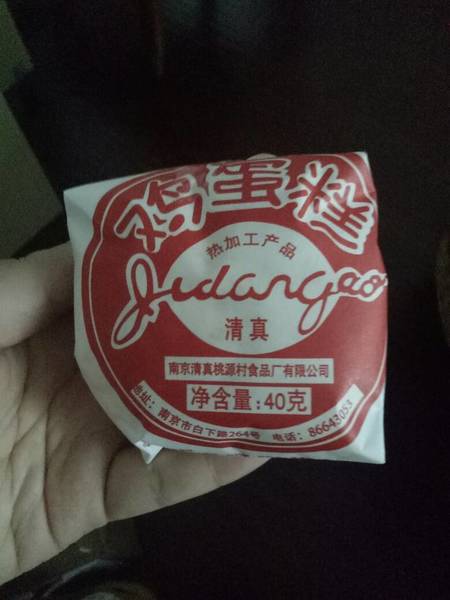 鸡蛋糕
热加工产品
Jidangao
清真
南京清真桃源村食品厂有限公司
净含量:40克
地址:南京市白下路264号 电话:86643053